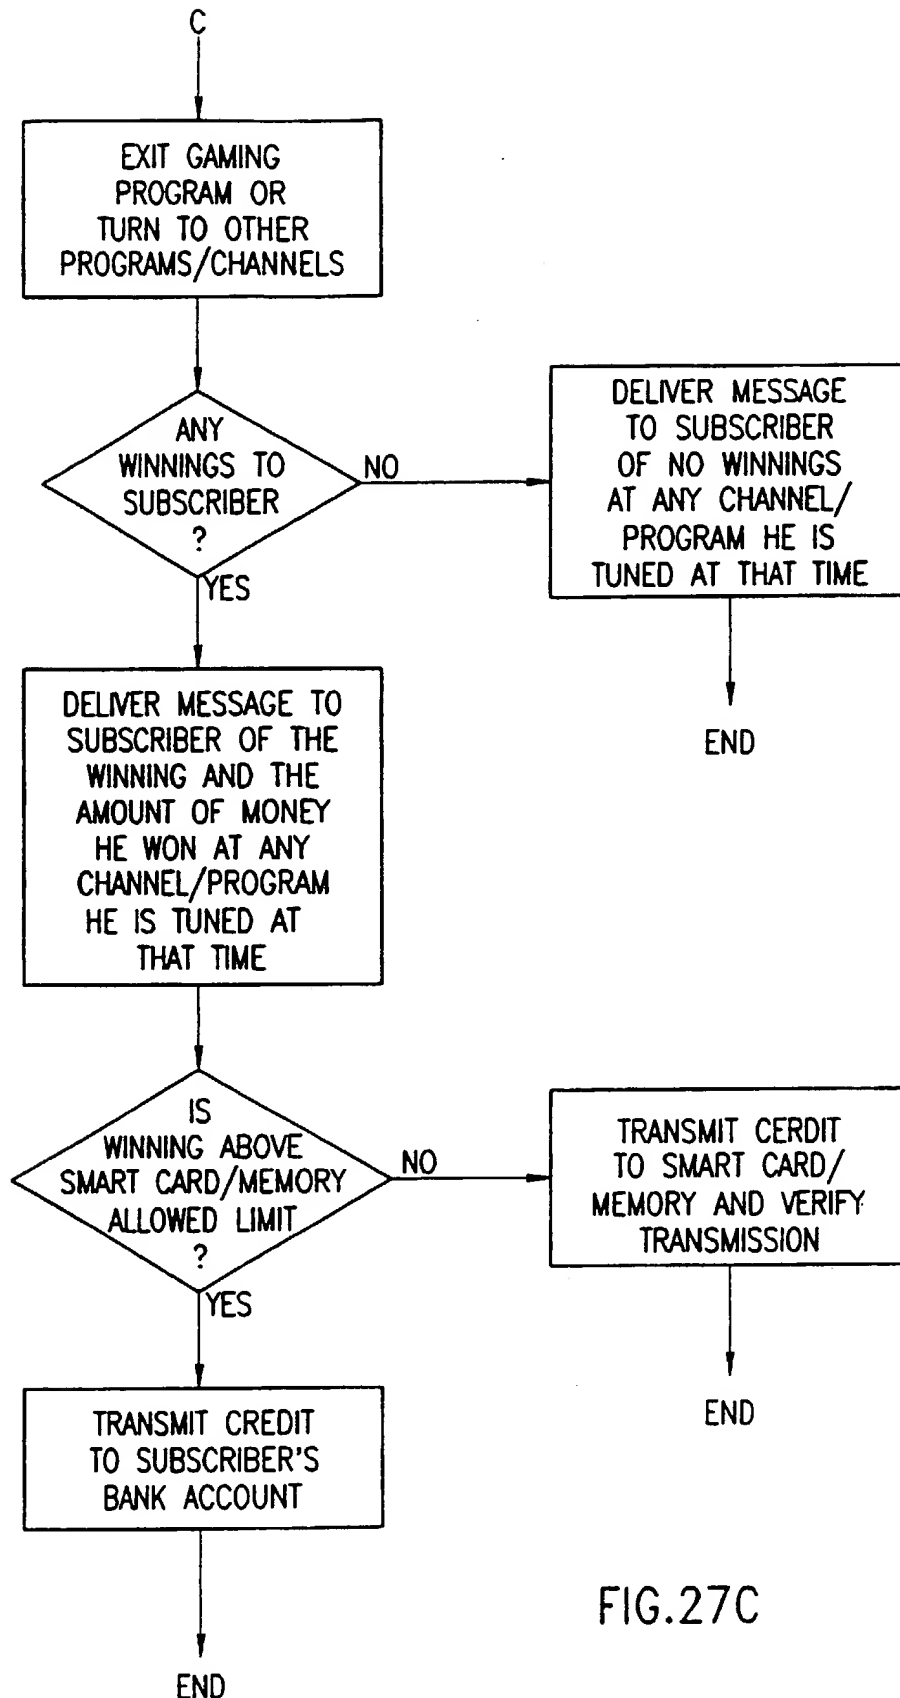 C
EXIT GAMING
PROGRAM OR
TURN TO OTHER
PROGRAMS/CHANNELS
ANY
WINNINGS TO
SUBSCRIBER
?
NO
YES
DELIVER MESSAGE
TO SUBSCRIBER
OF NO WINNINGS
AT ANY CHANNEL/
PROGRAM HE IS
TUNED AT THAT TIME
END
DELIVER MESSAGE TO
SUBSCRIBER OF THE
WINNING AND THE
AMOUNT OF MONEY
HE WON AT ANY
CHANNEL/PROGRAM
HE IS TUNED AT
THAT TIME
IS
WINNING ABOVE
SMART CARD/MEMORY
ALLOWED LIMIT
?
NO
YES
TRANSMIT CERDIT
TO SMART CARD/
MEMORY AND VERIFY
TRANSMISSION
END
TRANSMIT CREDIT
TO SUBSCRIBER'S
BANK ACCOUNT
END
FIG.27C